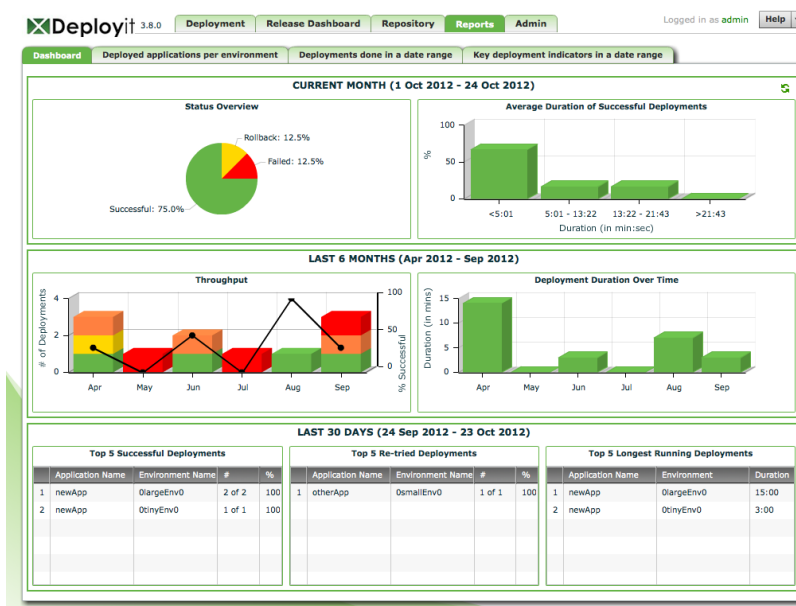 Deployit 3.8.0
Deployment Release Dashboard Repository Reports Admin
Logged in as admin Help
Dashboard Deployed applications per environment Deployments done in a date range Key deployment indicators in a date range
CURRENT MONTH (1 Oct 2012 - 24 Oct 2012)
Status Overview
Rollback: 12.5%
Failed: 12.5%
Successful: 75.0%
Average Duration of Successful Deployments
%
100
50
0
<5:01 5:01 - 13:22 13:22 - 21:43 >21:43
Duration (in min:sec)
LAST 6 MONTHS (Apr 2012 - Sep 2012)
Throughput
# of Deployments
4
2
0
100
50
0
% Successful
Apr May Jun Jul Aug Sep
Deployment Duration Over Time
Duration (in mins)
15
10
5
0
Apr May Jun Jul Aug Sep
LAST 30 DAYS (24 Sep 2012 - 23 Oct 2012)
Top 5 Successful Deployments
Application Name Environment Name # %
1 newApp 0largeEnv0 2 of 2 100
2 newApp 0tinyEnv0 1 of 1 100
Top 5 Re-tried Deployments
Application Name Environment Name # %
1 otherApp 0smallEnv0 1 of 1 100
Top 5 Longest Running Deployments
Application Name Environment Duration
1 newApp 0largeEnv0 15:00
2 newApp 0tinyEnv0 3:00